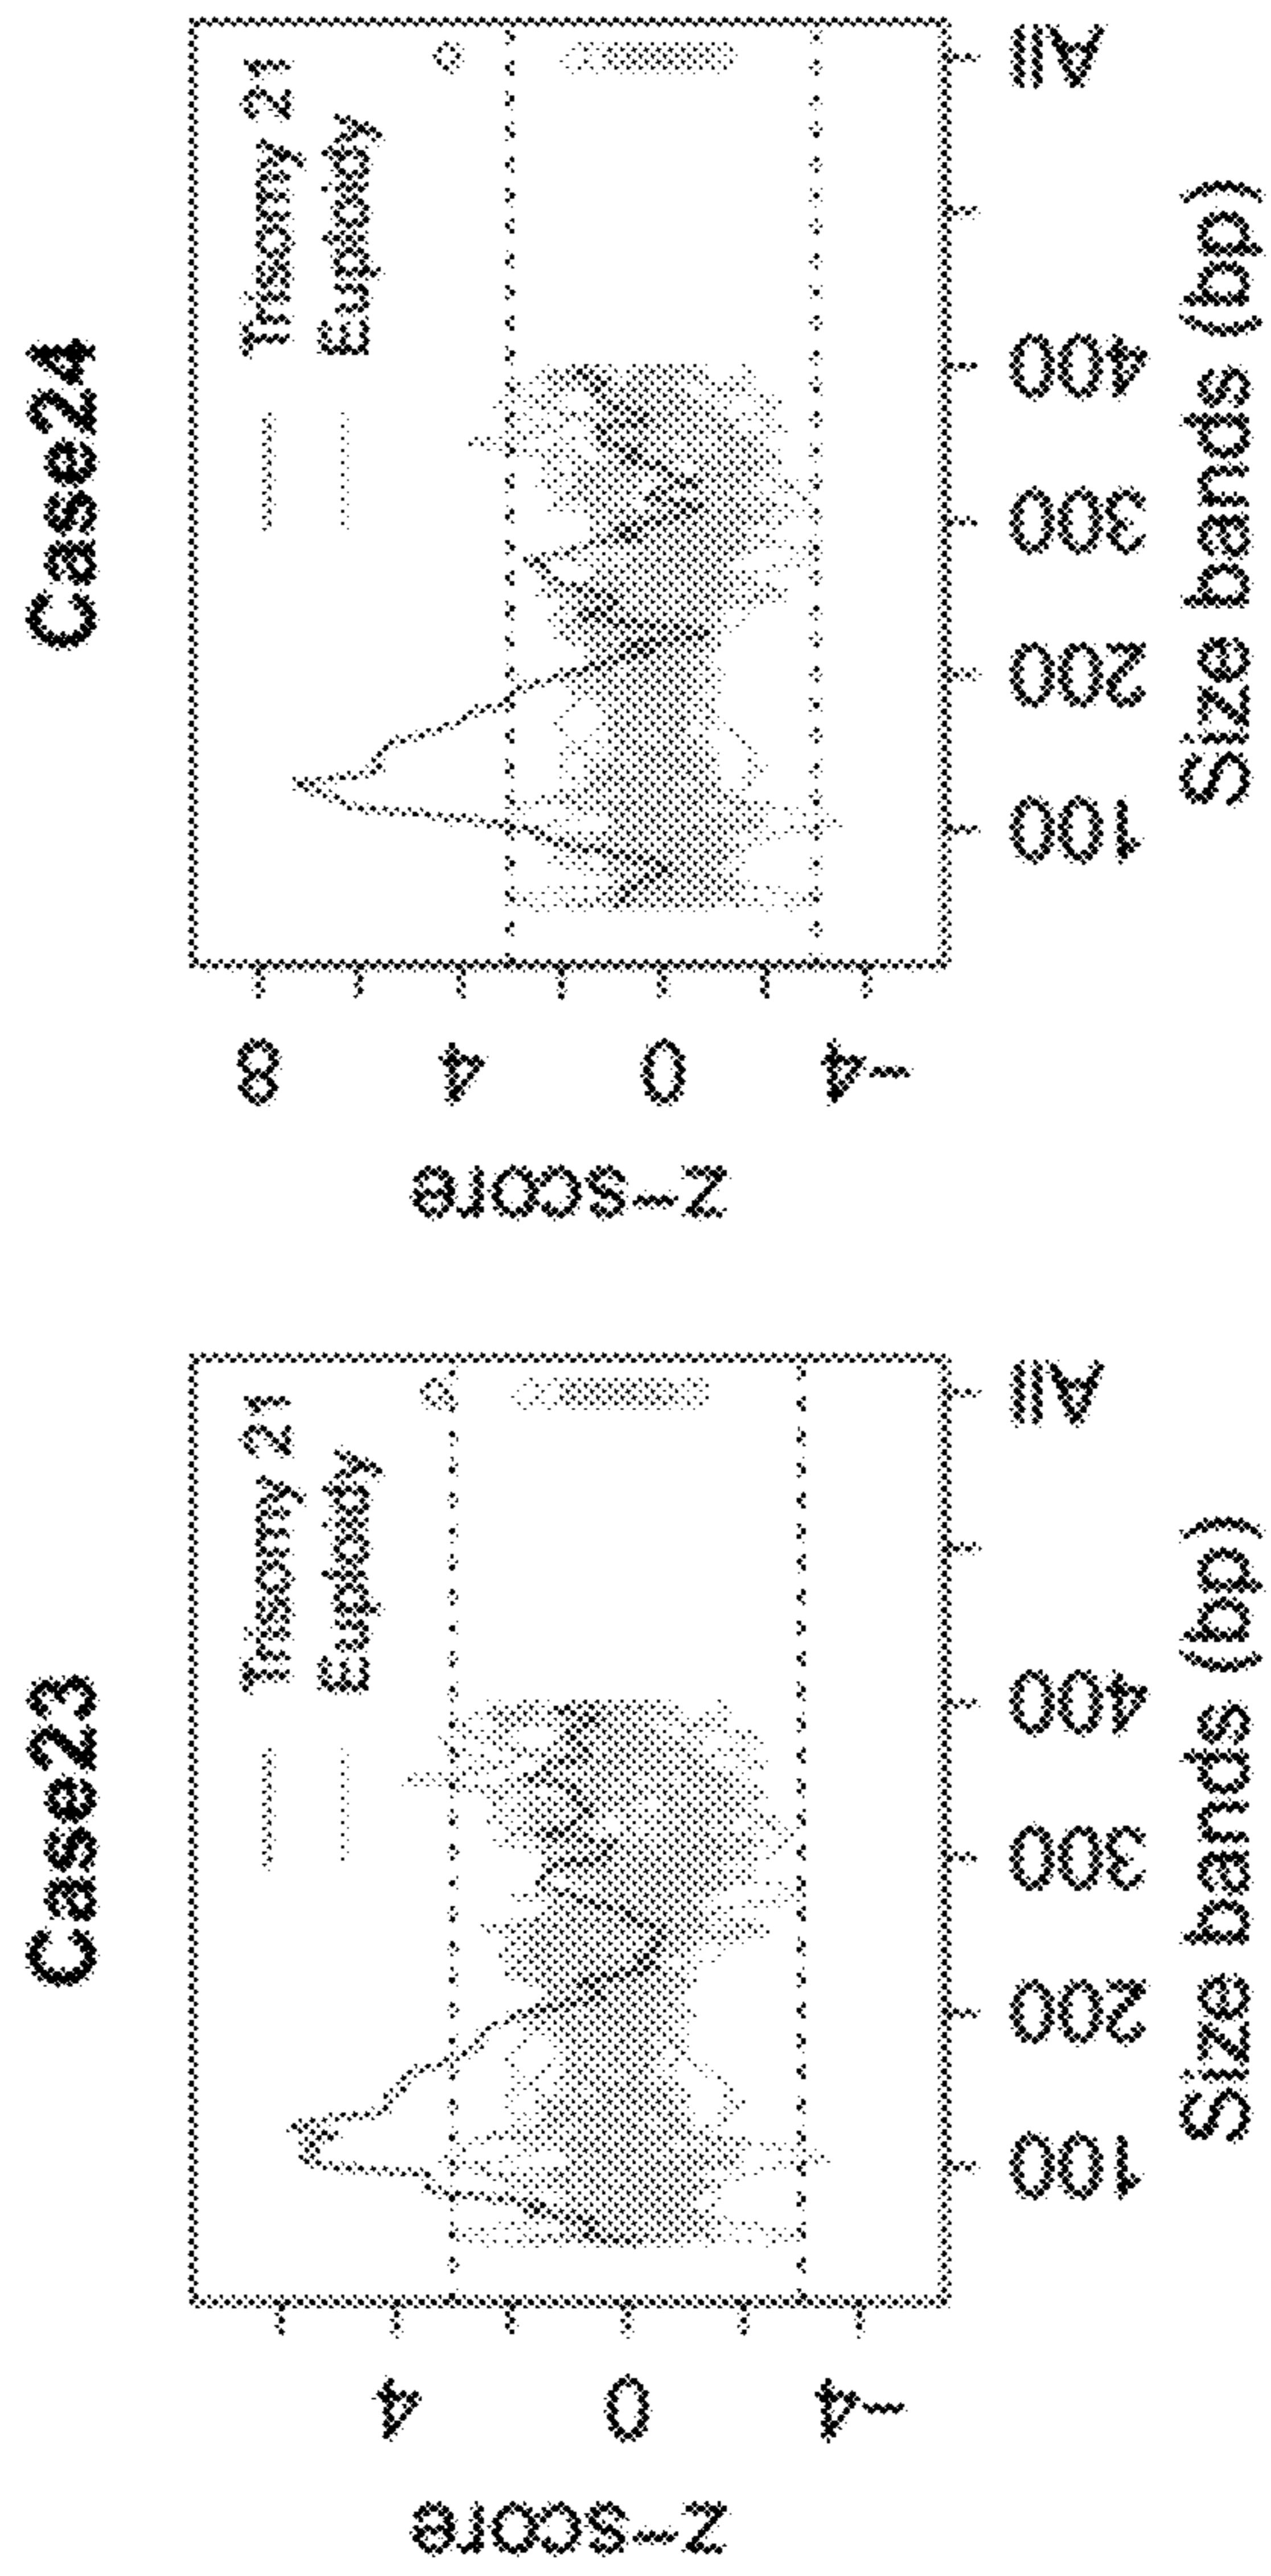 Case23
Trisomy 21
Euploidy
4
0
-4
z-score
100 200 300 400 All
Size bands (bp)
Case24
Trisomy 21
Euploidy
8
4
0
-4
z-score
100 200 300 400 All
Size bands (bp)